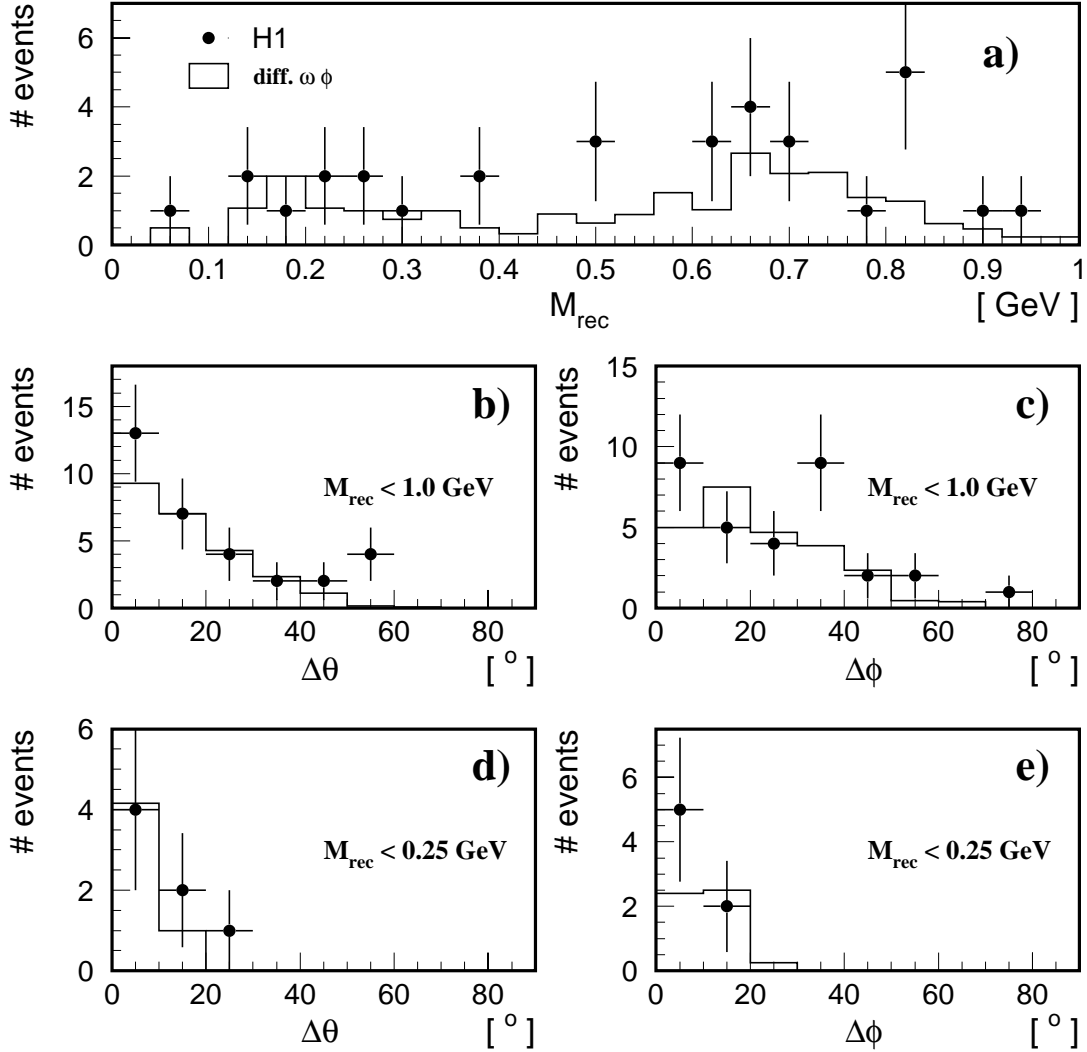 # events
6
4
2
0
H1
diff. ω ϕ
a)
0 0.1 0.2 0.3 0.4 0.5 0.6 0.7 0.8 0.9 1
M_rec [ GeV ]
# events
15
10
5
0
b)
M_rec < 1.0 GeV
0 20 40 60 80
Δθ [ ° ]
# events
15
10
5
0
c)
M_rec < 1.0 GeV
0 20 40 60 80
Δϕ [ ° ]
# events
6
4
2
0
d)
M_rec < 0.25 GeV
0 20 40 60 80
Δθ [ ° ]
# events
6
4
2
0
e)
M_rec < 0.25 GeV
0 20 40 60 80
Δϕ [ ° ]